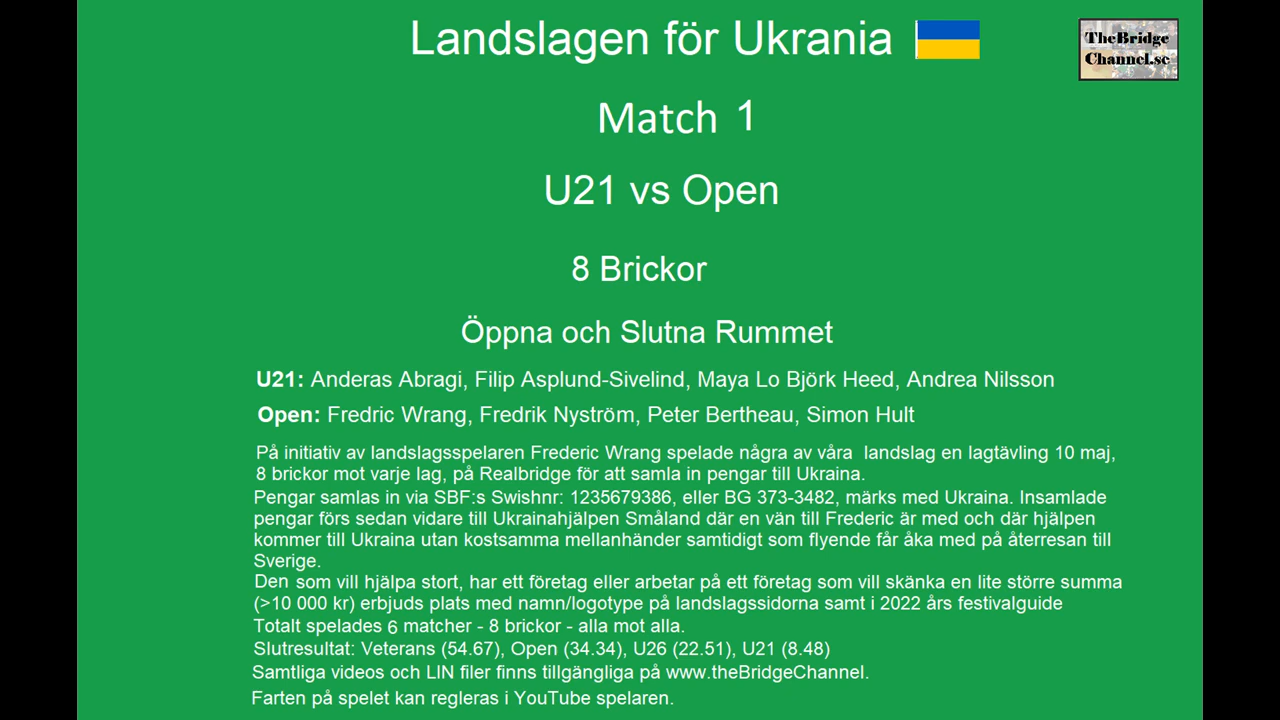 Landslagen för Ukrania
TheBridge
Channel.se
Match 1
U21 vs Open
8 Brickor
Öppna och Slutna Rummet
U21: Anderas Abragi, Filip Asplund-Sivelind, Maya Lo Björk Heed, Andrea Nilsson
Open: Fredric Wrang, Fredrik Nyström, Peter Bertheau, Simon Hult
På initiativ av landslagsspelaren Frederic Wrang spelade några av våra landslag en lagtävling 10 maj,
8 brickor mot varje lag, på Realbridge för att samla in pengar till Ukraina.
Pengar samlas in via SBF:s Swishnr: 1235679386, eller BG 373-3482, märks med Ukraina. Insamlade
pengar förs sedan vidare till Ukrainahjälpen Småland där en vän till Frederic är med och där hjälpen
kommer till Ukraina utan kostsamma mellanhänder samtidigt som flyende får åka med på återresan till
Sverige.
Den som vill hjälpa stort, har ett företag eller arbetar på ett företag som vill skänka en lite större summa
(>10 000 kr) erbjuds plats med namn/logotype på landslagssidorna samt i 2022 års festivalguide
Totalt spelades 6 matcher - 8 brickor - alla mot alla.
Slutresultat: Veterans (54.67), Open (34.34), U26 (22.51), U21 (8.48)
Samtliga videos och LIN filer finns tillgängliga på www.theBridgeChannel.
Farten på spelet kan regleras i YouTube spelaren.